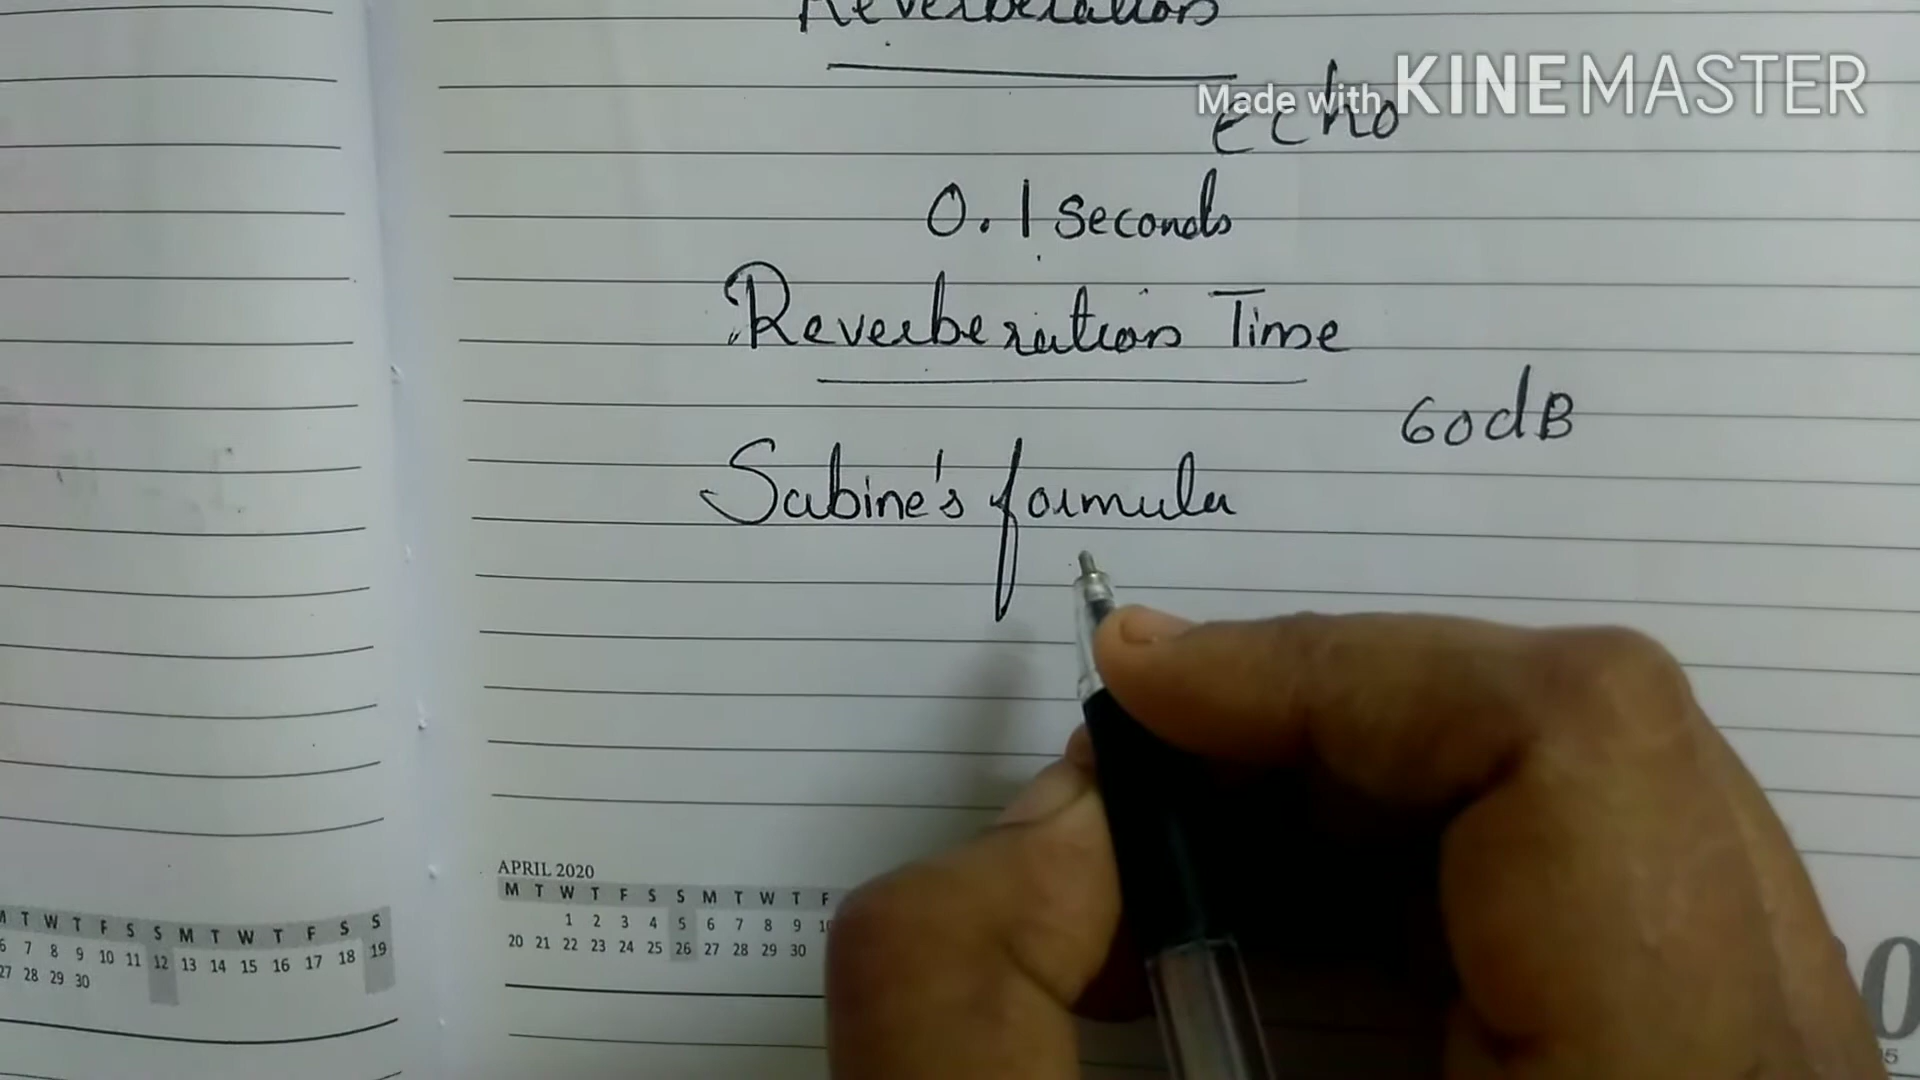 Reverberation
Made with KINEMASTER
echo
0.1 seconds
Reverberation Time
60dB
Sabine's formula
APRIL 2020
M T W T F S S M T W T F
1 2 3 4 5 6 7 8 9
20 21 22 23 24 25 26 27 28 29 30
T W T F S S M T W T F S S
6 7 8 9 10 11 12 13 14 15 16 17 18 19
27 28 29 30